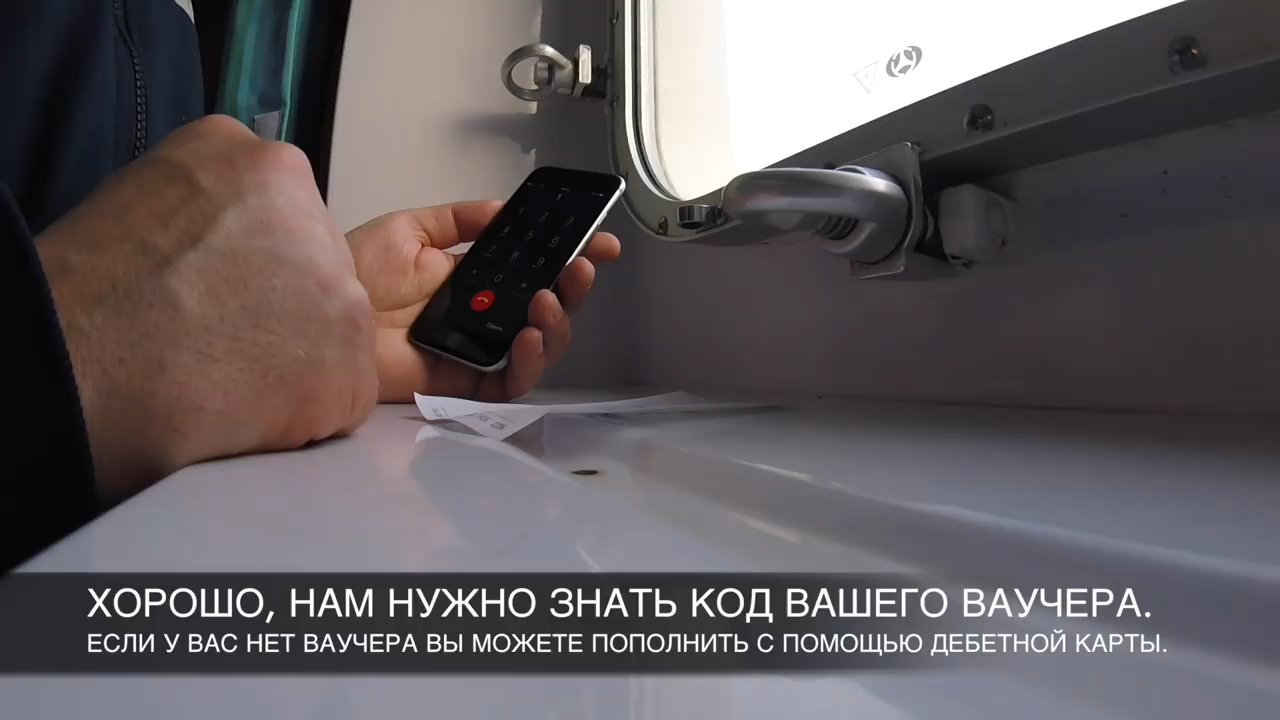 ХОРОШО, НАМ НУЖНО ЗНАТЬ КОД ВАШЕГО ВАУЧЕРА.
ЕСЛИ У ВАС НЕТ ВАУЧЕРА ВЫ МОЖЕТЕ ПОПОЛНИТЬ С ПОМОЩЬЮ ДЕБЕТНОЙ КАРТЫ.